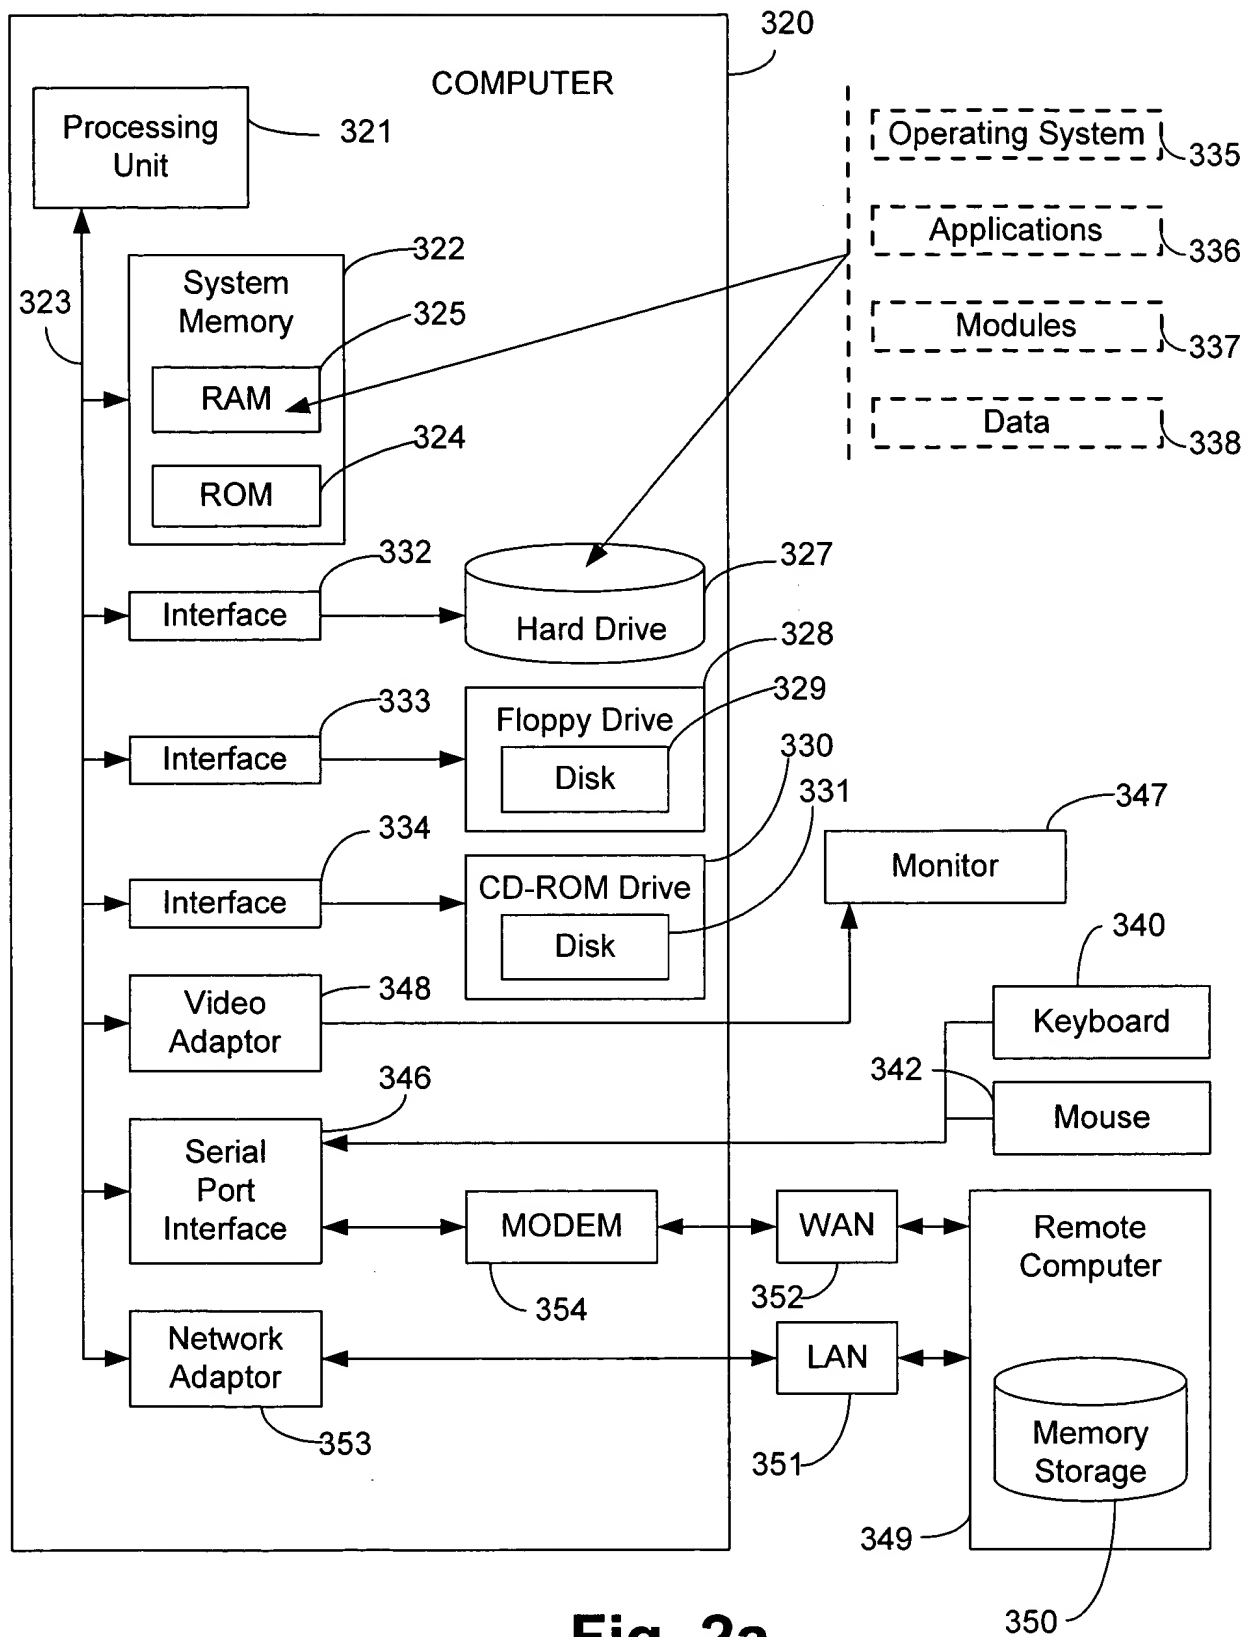 320
COMPUTER
Processing
Unit
321
Operating System
335
Applications
336
Modules
337
Data
338
322
System
Memory
323
325
RAM
324
ROM
332
Interface
327
Hard Drive
328
333
329
Interface
Floppy Drive
Disk
330
331
334
Interface
CD-ROM Drive
Disk
347
Monitor
340
Keyboard
348
Video
Adaptor
342
Mouse
346
Serial
Port
Interface
MODEM
354
WAN
352
Remote
Computer
Network
Adaptor
353
LAN
351
Memory
Storage
349
350
Fig. 2a